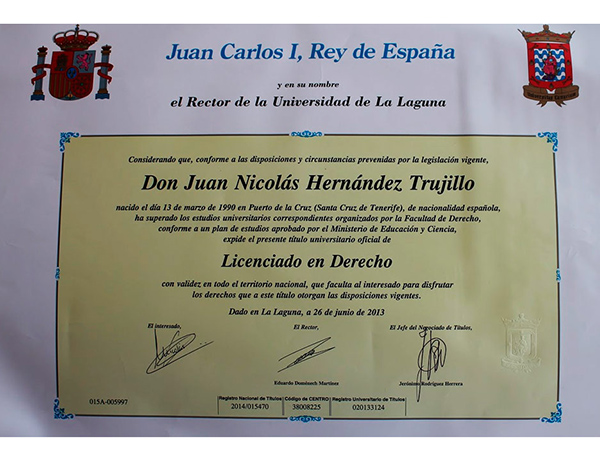 Juan Carlos I, Rey de España
y en su nombre
el Rector de la Universidad de La Laguna
Considerando que, conforme a las disposiciones y circunstancias prevenidas por la legislación vigente,
Don Juan Nicolás Hernández Trujillo
nacido el día 13 de marzo de 1990 en Puerto de la Cruz (Santa Cruz de Tenerife), de nacionalidad española,
ha superado los estudios universitarios correspondientes organizados por la Facultad de Derecho,
conforme a un plan de estudios aprobado por el Ministerio de Educación y Ciencia,
expide el presente título universitario oficial de
Licenciado en Derecho
con validez en todo el territorio nacional, que faculta al interesado para disfrutar
los derechos que a este título otorgan las disposiciones vigentes.
Dado en La Laguna, a 26 de junio de 2013
El interesado, El Rector, El Jefe del Negociado de Títulos,
Eduardo Doménech Martínez Jerónimo Rodríguez Herrera
015A-005997
Registro Nacional de Títulos Código de CENTRO Registro Universitario de Títulos
2014/015470 38008225 020133124